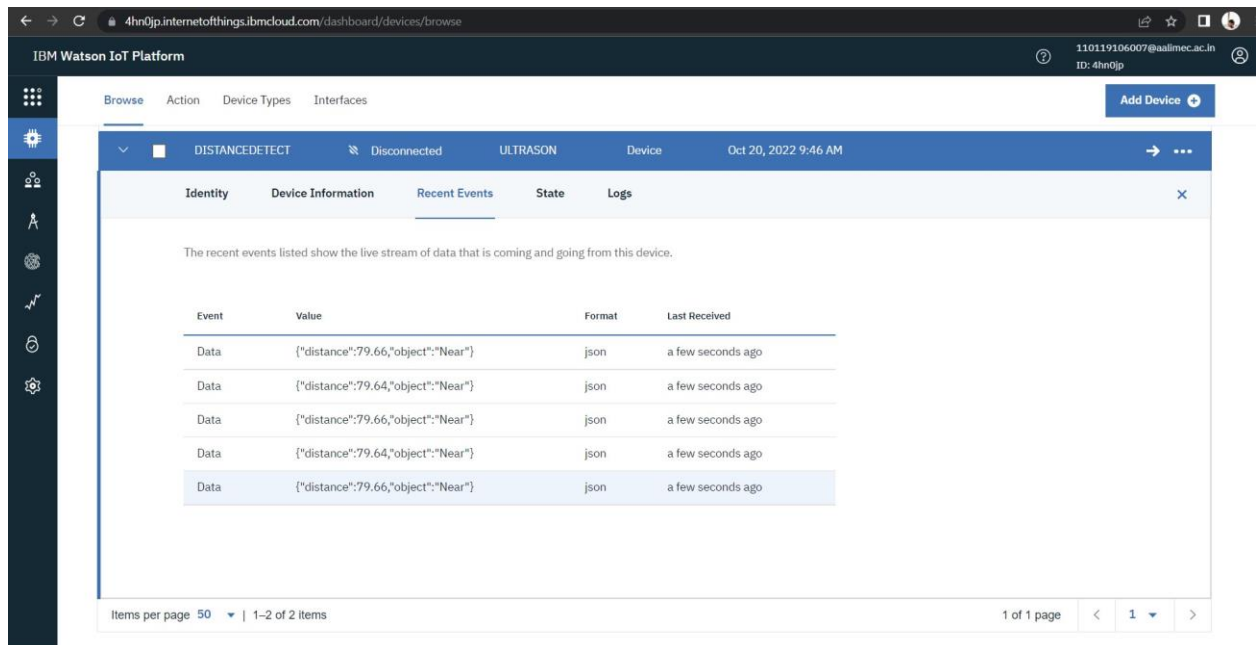 4hn0jp.internetofthings.ibmcloud.com/dashboard/devices/browse
IBM Watson IoT Platform
110119106007@aalimec.ac.in
ID: 4hn0jp
Browse Action Device Types Interfaces
Add Device
DISTANCEDETECT Disconnected ULTRASON Device Oct 20, 2022 9:46 AM
Identity Device Information Recent Events State Logs
The recent events listed show the live stream of data that is coming and going from this device.
Event Value Format Last Received
Data {"distance":79.66,"object":"Near"} json a few seconds ago
Data {"distance":79.64,"object":"Near"} json a few seconds ago
Data {"distance":79.66,"object":"Near"} json a few seconds ago
Data {"distance":79.64,"object":"Near"} json a few seconds ago
Data {"distance":79.66,"object":"Near"} json a few seconds ago
Items per page 50 | 1–2 of 2 items 1 of 1 page < 1 >